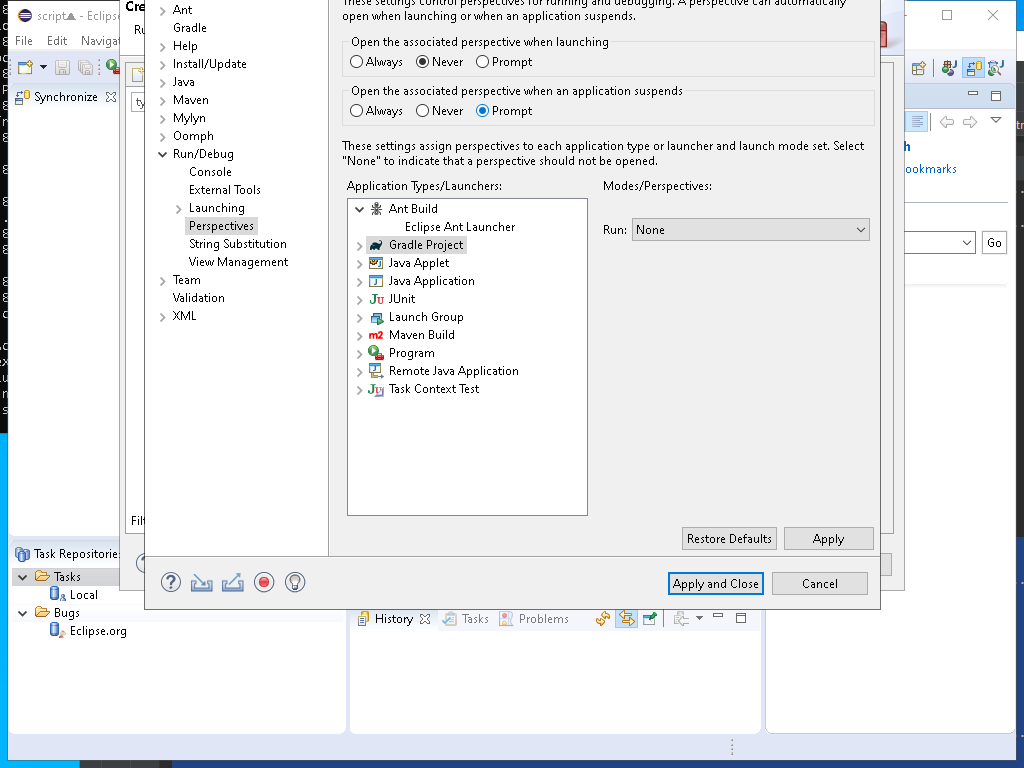 script - Eclipse
File Edit Navigat
Synchronize
Cre
Ru
ty
Filt
Ant
Gradle
Help
Install/Update
Java
Maven
Mylyn
Oomph
Run/Debug
Console
External Tools
Launching
Perspectives
String Substitution
View Management
Team
Validation
XML
These settings control perspectives for running and debugging. A perspective can automatically
open when launching or when an application suspends.
Open the associated perspective when launching
Always Never Prompt
Open the associated perspective when an application suspends
Always Never Prompt
These settings assign perspectives to each application type or launcher and launch mode set. Select
"None" to indicate that a perspective should not be opened.
Application Types/Launchers: Modes/Perspectives:
Ant Build
Eclipse Ant Launcher
Run: None
Gradle Project
Java Applet
Java Application
JUnit
Launch Group
m2 Maven Build
Program
Remote Java Application
Task Context Test
Restore Defaults Apply
Apply and Close Cancel
ookmarks
Go
Task Repositorie
Tasks
Local
Bugs
Eclipse.org
History Tasks Problems